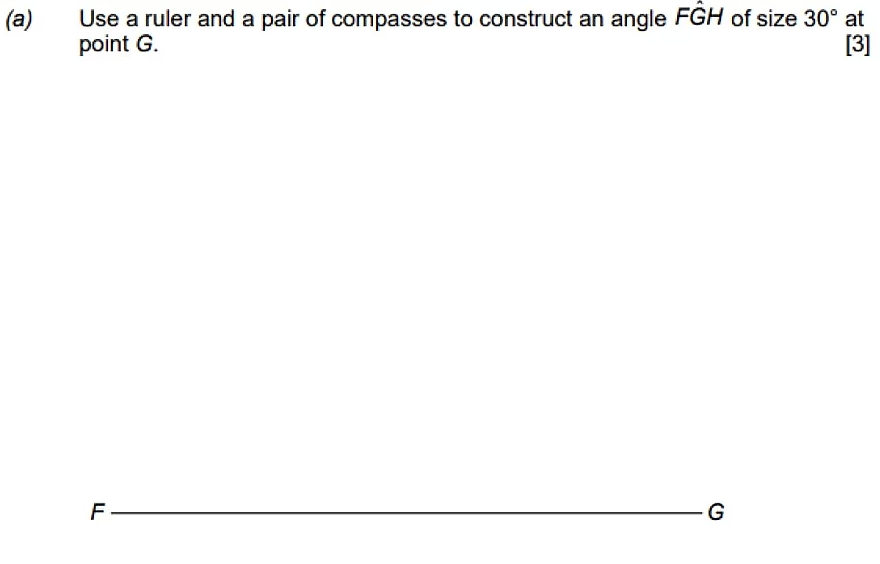 (a) Use a ruler and a pair of compasses to construct an angle FĜH of size 30° at
point G. [3]
F G